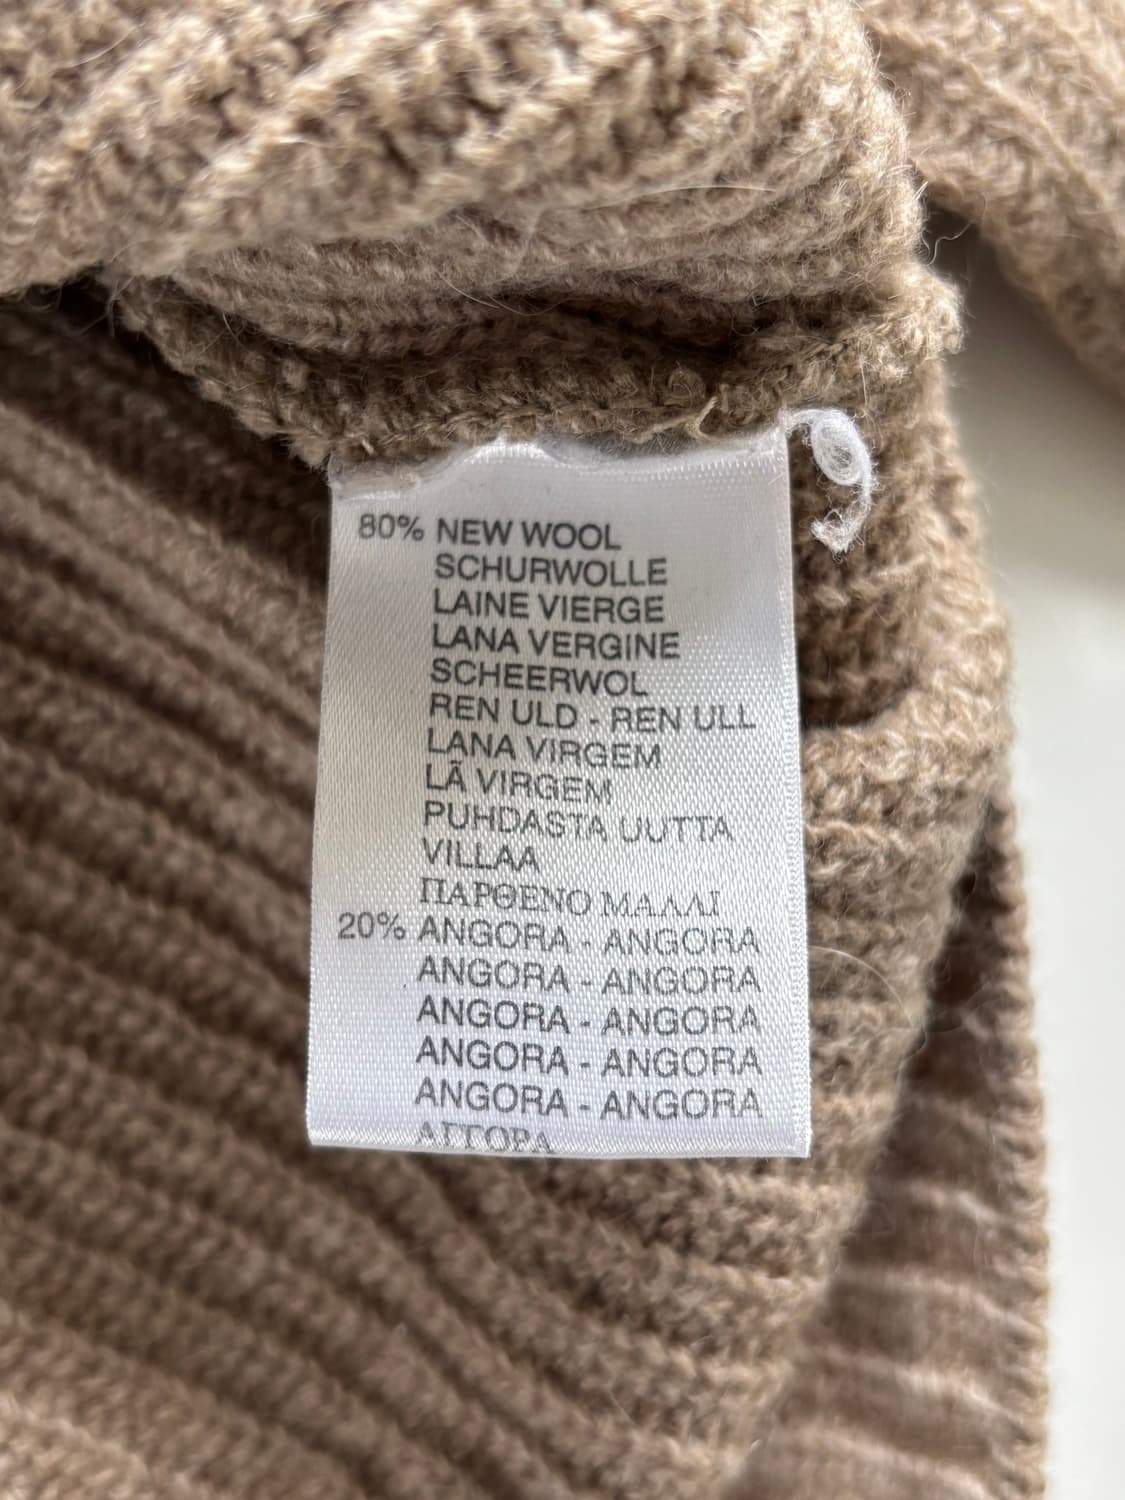 80% NEW WOOL
SCHURWOLLE
LAINE VIERGE
LANA VERGINE
SCHEERWOL
REN ULD - REN ULL
LANA VIRGEM
LÃ VIRGEM
PUHDASTA UUTTA
VILLAA
ΠΑΡΘΕΝΟ ΜΑΛΛΙ
20% ANGORA - ANGORA
ANGORA - ANGORA
ANGORA - ANGORA
ANGORA - ANGORA
ANGORA - ANGORA
ΑΓΓΟΡΑ